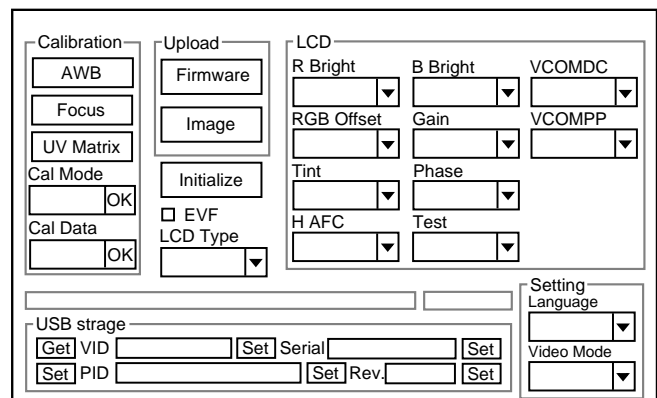 Calibration
AWB
Focus
UV Matrix
Cal Mode
OK
Cal Data
OK
Upload
Firmware
Image
Initialize
EVF
LCD Type
LCD
R Bright B Bright VCOMDC
RGB Offset Gain VCOMPP
Tint Phase
H AFC Test
USB strage
Get VID Set Serial Set
Set PID Set Rev. Set
Setting
Language
Video Mode